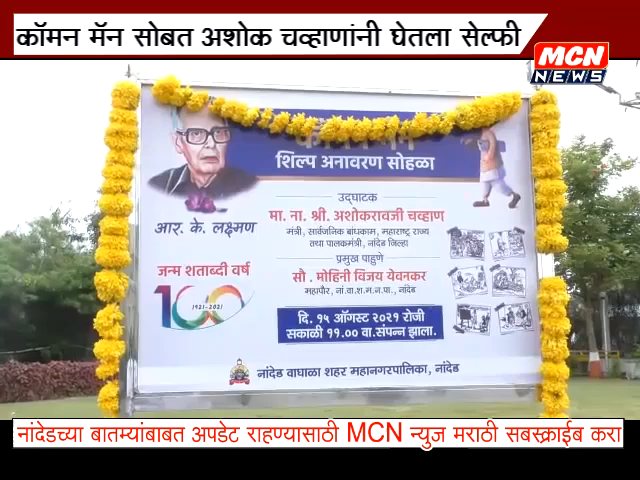 कॉमन मॅन सोबत अशोक चव्हाणांनी घेतला सेल्फी
MCN
NEWS
कॉमन मॅन
शिल्प अनावरण सोहळा
उद्घाटक
मा. ना. श्री. अशोकरावजी चव्हाण
मंत्री, सार्वजनिक बांधकाम, महाराष्ट्र राज्य
तथा पालकमंत्री, नांदेड जिल्हा
प्रमुख पाहुणे
सौ. मोहिनी विजय येवनकर
महापौर, नां.वा.श.म.न.पा., नांदेड
दि. १५ ऑगस्ट २०२१ रोजी
सकाळी ११.०० वा. संपन्न झाला.
आर. के. लक्ष्मण
जन्म शताब्दी वर्ष
100
1921-2021
नांदेड वाघाळा शहर महानगरपालिका, नांदेड
नांदेडच्या बातम्यांबाबत अपडेट राहण्यासाठी MCN न्युज मराठी सबस्क्राईब करा